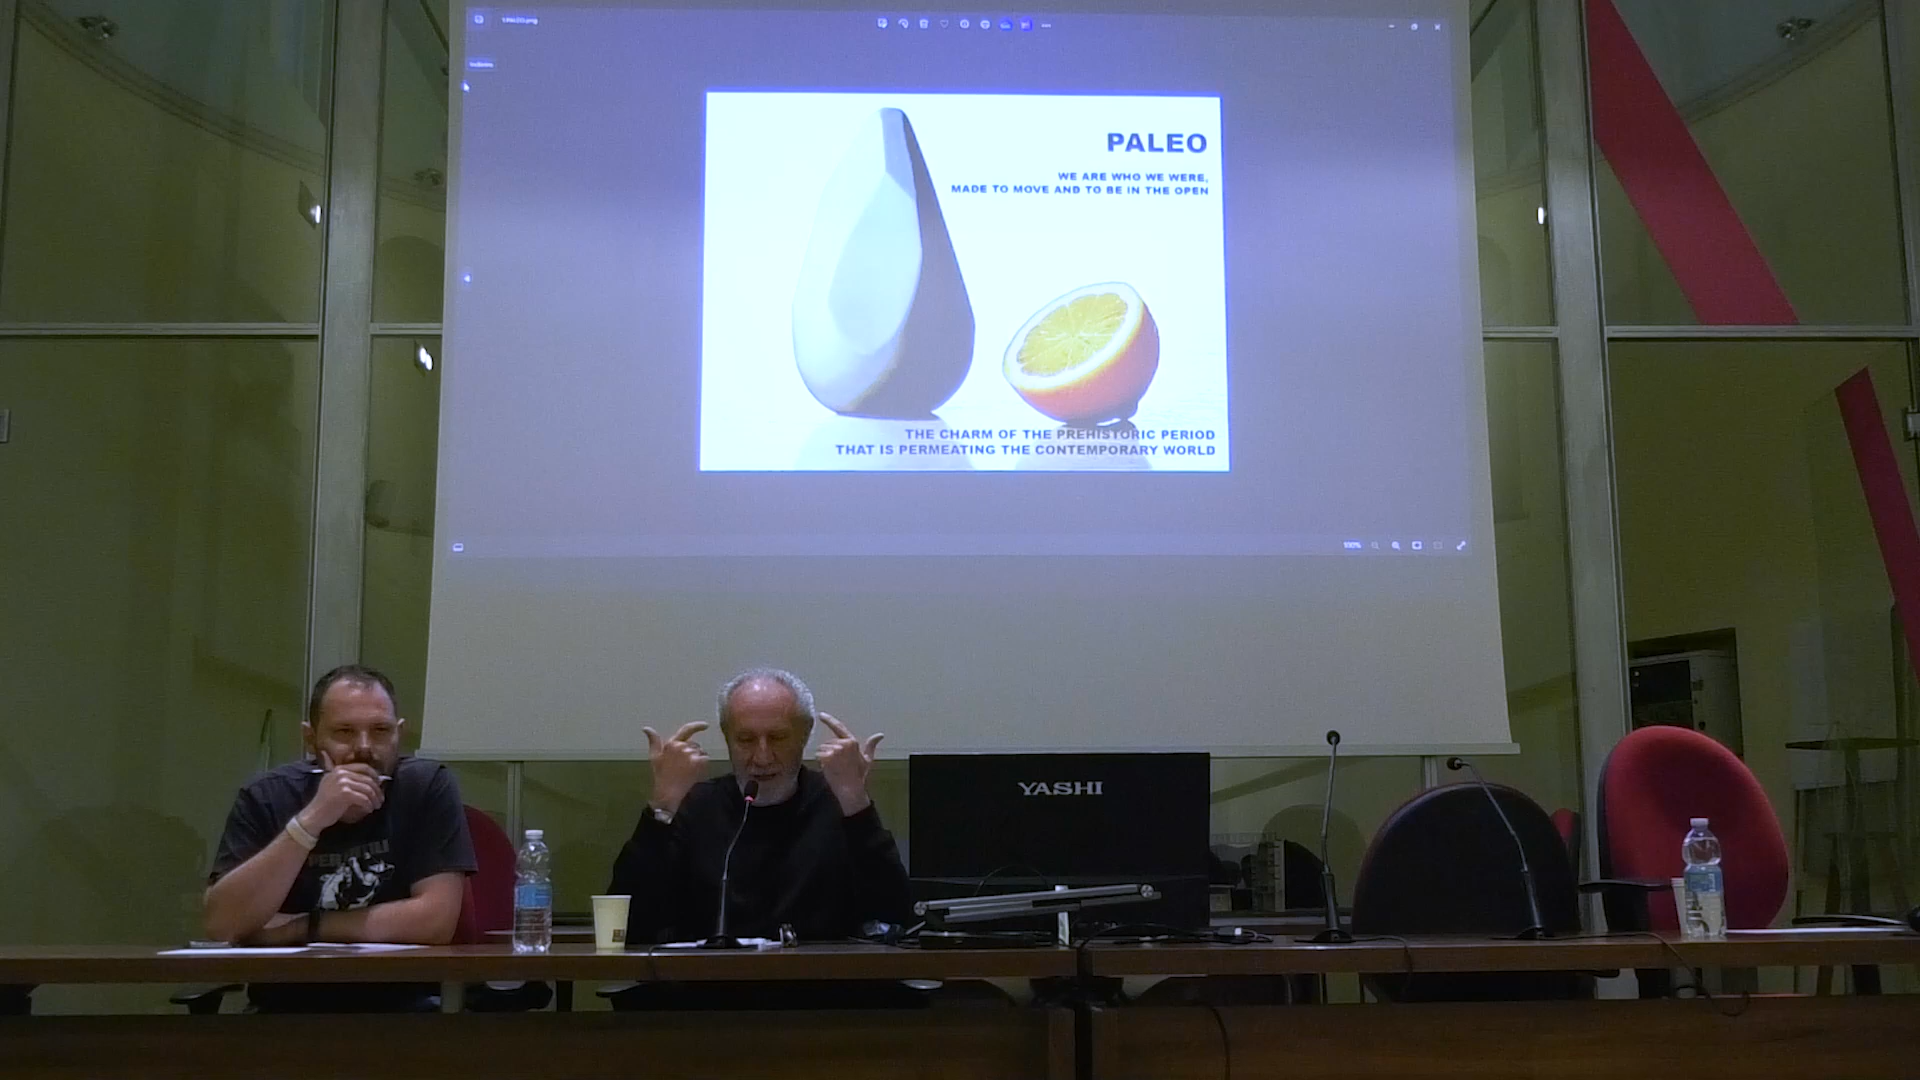 PALEO
WE ARE WHO WE WERE,
MADE TO MOVE AND TO BE IN THE OPEN
THE CHARM OF THE PREHISTORIC PERIOD
THAT IS PERMEATING THE CONTEMPORARY WORLD
100%
YASHI